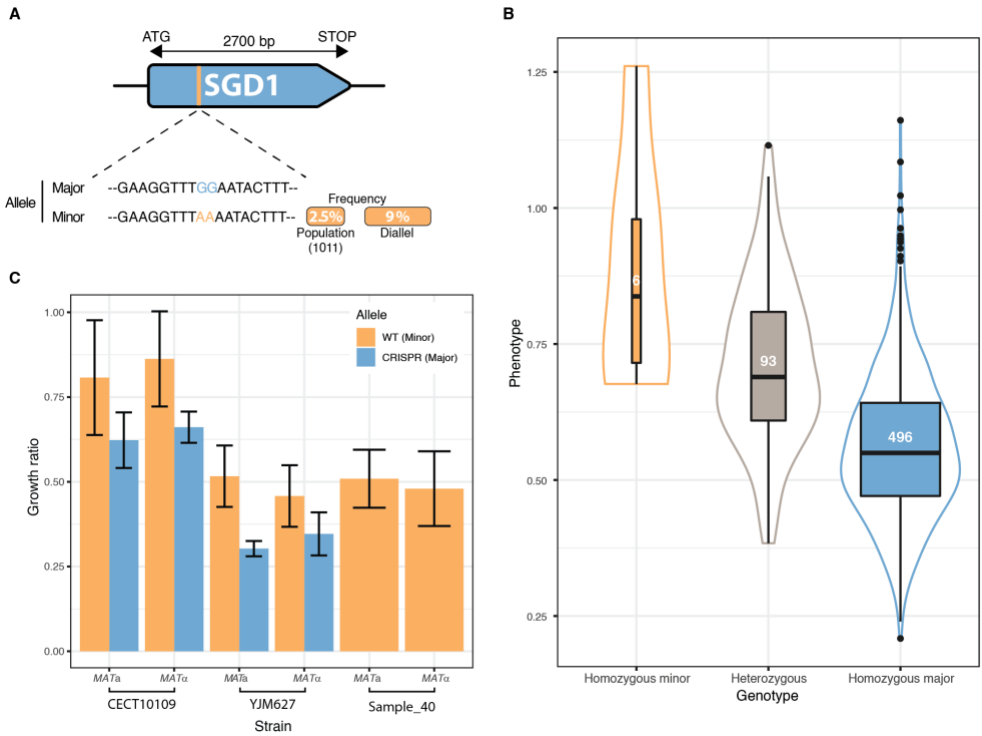 A
ATG
2700 bp
STOP
SGD1
Allele
Major
--GAAGGTTTGGAATACTTT--
Minor
--GAAGGTTTAAAATACTTT--
Frequency
2.5%
9%
Population
(1011)
Diallel
B
Phenotype
1.25
1.00
0.75
0.50
0.25
6
93
496
Homozygous minor
Heterozygous
Homozygous major
Genotype
C
Growth ratio
1.00
0.75
0.50
0.25
0.00
Allele
WT (Minor)
CRISPR (Major)
MATa
MATα
MATa
MATα
MATa
MATα
CECT10109
YJM627
Sample_40
Strain